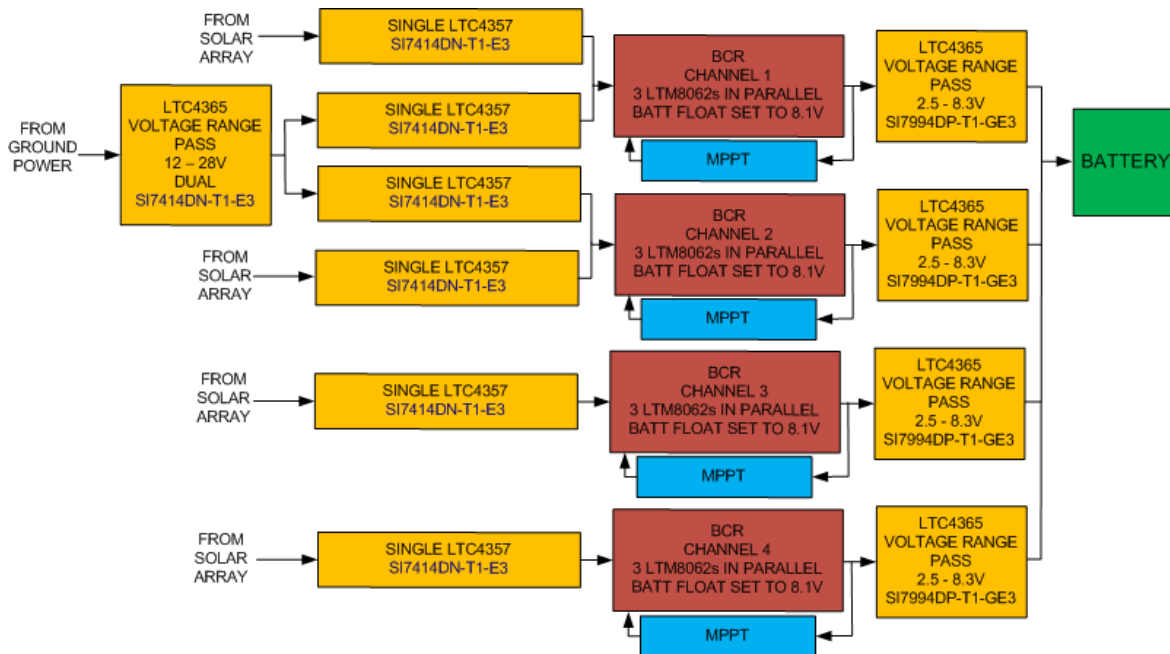 FROM
SOLAR
ARRAY
SINGLE LTC4357
SI7414DN-T1-E3
BCR
CHANNEL 1
3 LTM8062s IN PARALLEL
BATT FLOAT SET TO 8.1V
MPPT
LTC4365
VOLTAGE RANGE
PASS
2.5 - 8.3V
SI7994DP-T1-GE3
FROM
GROUND
POWER
LTC4365
VOLTAGE RANGE
PASS
12 – 28V
DUAL
SI7414DN-T1-E3
SINGLE LTC4357
SI7414DN-T1-E3
SINGLE LTC4357
SI7414DN-T1-E3
BATTERY
FROM
SOLAR
ARRAY
SINGLE LTC4357
SI7414DN-T1-E3
BCR
CHANNEL 2
3 LTM8062s IN PARALLEL
BATT FLOAT SET TO 8.1V
MPPT
LTC4365
VOLTAGE RANGE
PASS
2.5 - 8.3V
SI7994DP-T1-GE3
FROM
SOLAR
ARRAY
SINGLE LTC4357
SI7414DN-T1-E3
BCR
CHANNEL 3
3 LTM8062s IN PARALLEL
BATT FLOAT SET TO 8.1V
MPPT
LTC4365
VOLTAGE RANGE
PASS
2.5 - 8.3V
SI7994DP-T1-GE3
FROM
SOLAR
ARRAY
SINGLE LTC4357
SI7414DN-T1-E3
BCR
CHANNEL 4
3 LTM8062s IN PARALLEL
BATT FLOAT SET TO 8.1V
MPPT
LTC4365
VOLTAGE RANGE
PASS
2.5 - 8.3V
SI7994DP-T1-GE3